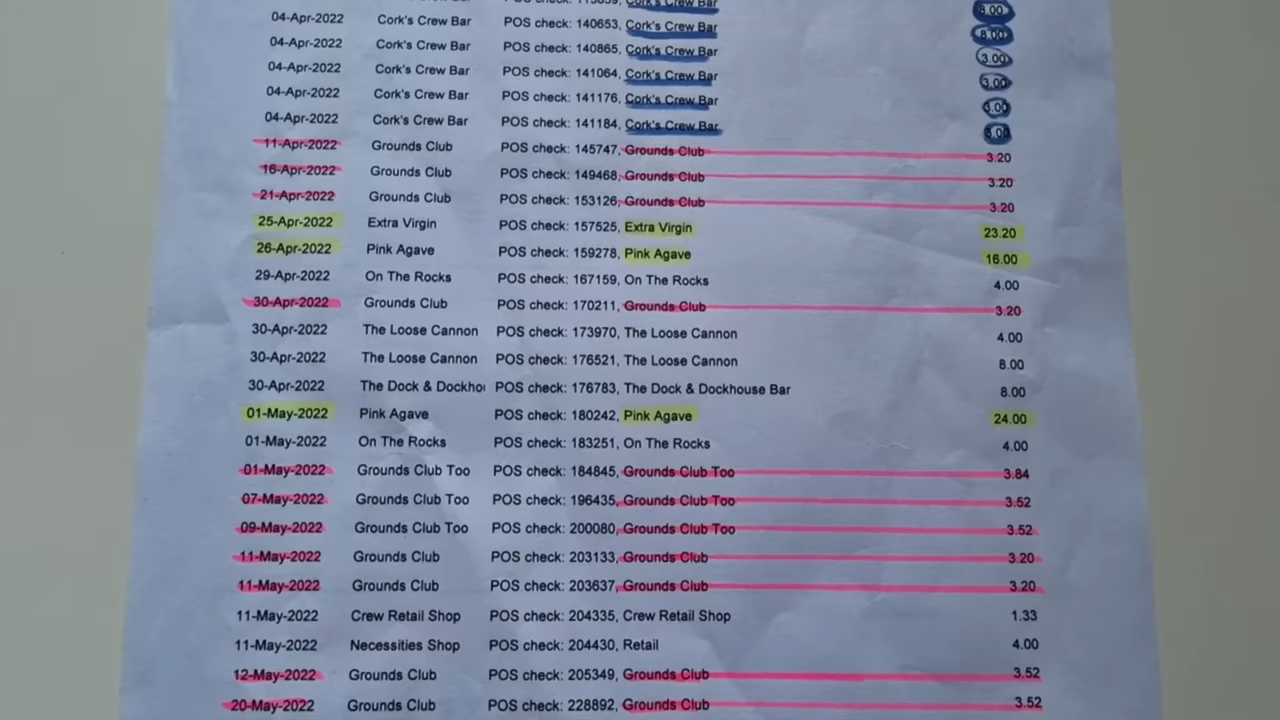 Cork's Crew Bar 8.00
04-Apr-2022 Cork's Crew Bar POS check: 140653, Cork's Crew Bar 8.00
04-Apr-2022 Cork's Crew Bar POS check: 140865, Cork's Crew Bar 3.00
04-Apr-2022 Cork's Crew Bar POS check: 141064, Cork's Crew Bar 3.00
04-Apr-2022 Cork's Crew Bar POS check: 141176, Cork's Crew Bar 3.00
04-Apr-2022 Cork's Crew Bar POS check: 141184, Cork's Crew Bar
11-Apr-2022 Grounds Club POS check: 145747, Grounds Club 3.20
16-Apr-2022 Grounds Club POS check: 149468, Grounds Club 3.20
21-Apr-2022 Grounds Club POS check: 153126, Grounds Club 3.20
25-Apr-2022 Extra Virgin POS check: 157525, Extra Virgin 23.20
26-Apr-2022 Pink Agave POS check: 159278, Pink Agave 16.00
29-Apr-2022 On The Rocks POS check: 167159, On The Rocks 4.00
30-Apr-2022 Grounds Club POS check: 170211, Grounds Club 3.20
30-Apr-2022 The Loose Cannon POS check: 173970, The Loose Cannon 4.00
30-Apr-2022 The Loose Cannon POS check: 176521, The Loose Cannon 8.00
30-Apr-2022 The Dock & Dockho POS check: 176783, The Dock & Dockhouse Bar 8.00
01-May-2022 Pink Agave POS check: 180242, Pink Agave 24.00
01-May-2022 On The Rocks POS check: 183251, On The Rocks 4.00
01-May-2022 Grounds Club Too POS check: 184845, Grounds Club Too 3.84
07-May-2022 Grounds Club Too POS check: 196435, Grounds Club Too 3.52
09-May-2022 Grounds Club Too POS check: 200080, Grounds Club Too 3.52
11-May-2022 Grounds Club POS check: 203133, Grounds Club 3.20
11-May-2022 Grounds Club POS check: 203637, Grounds Club 3.20
11-May-2022 Crew Retail Shop POS check: 204335, Crew Retail Shop 1.33
11-May-2022 Necessities Shop POS check: 204430, Retail 4.00
12-May-2022 Grounds Club POS check: 205349, Grounds Club 3.52
20-May-2022 Grounds Club POS check: 228892, Grounds Club 3.52